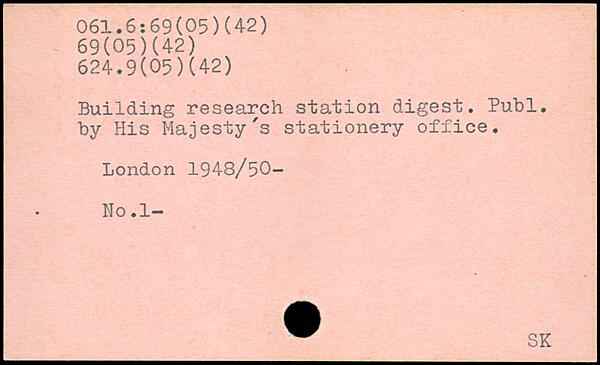 061.6:69(05)(42)
69(05)(42)
624.9(05)(42)
Building research station digest. Publ.
by His Majesty's stationery office.
London 1948/50-
No.1-
SK